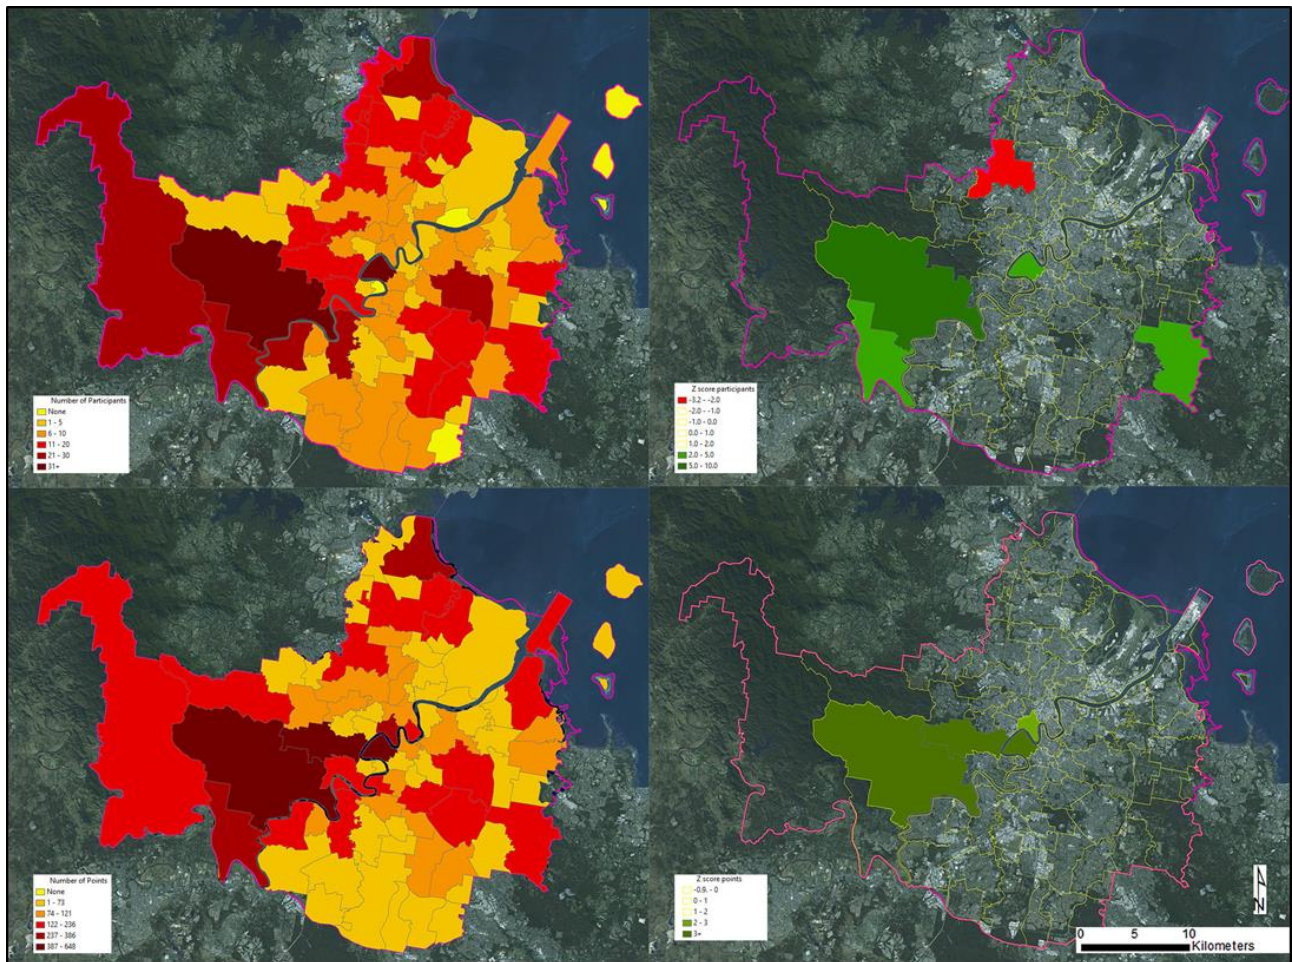 Number of Participants
None
1 - 5
6 - 10
11 - 20
21 - 30
31+
Z score participants
-3.2 - -2.0
-2.0 - -1.0
-1.0 - 0.0
0.0 - 1.0
1.0 - 2.0
2.0 - 5.0
5.0 - 10.0
Number of Points
None
1 - 73
74 - 121
122 - 236
237 - 386
387 - 648
Z score points
-0.9. - 0
0 - 1
1 - 2
2 - 3
3+
N
0 5 10
Kilometers